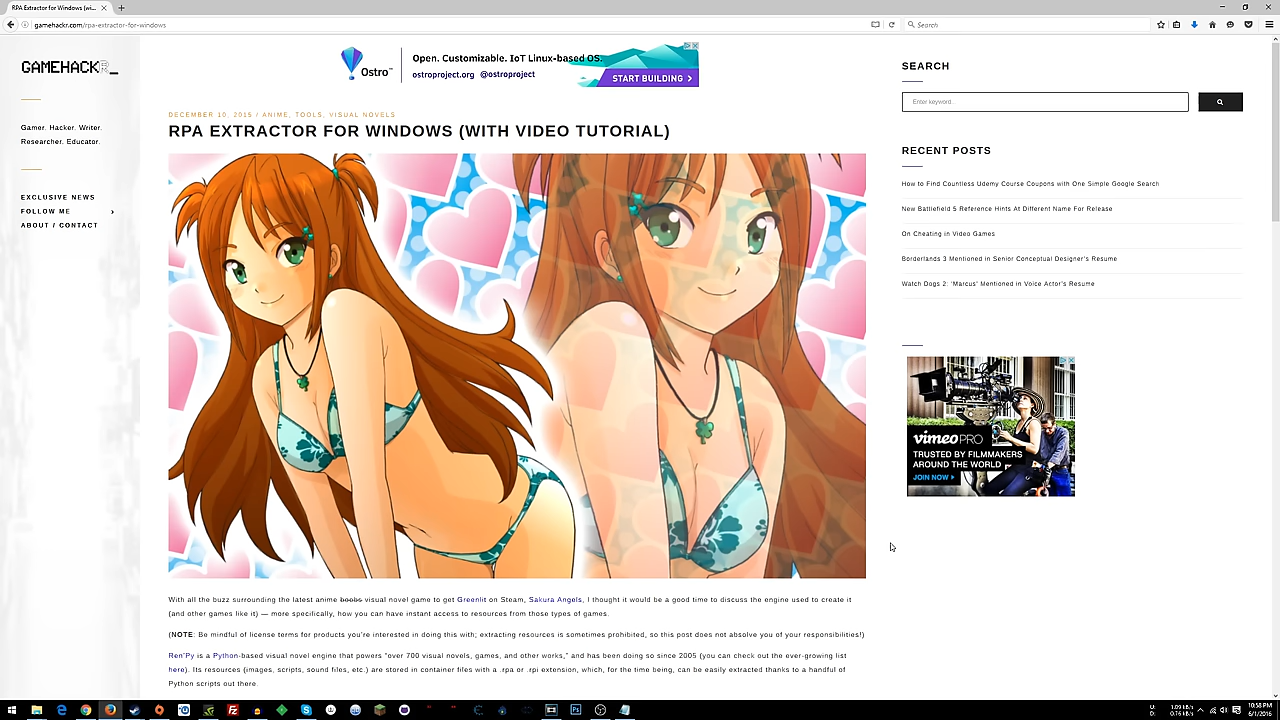 RPA Extractor for Windows (wi...
gamehackr.com/rpa-extractor-for-windows
Search
GAMEHACKR_
Gamer. Hacker. Writer.
Researcher. Educator.
EXCLUSIVE NEWS
FOLLOW ME
ABOUT / CONTACT
Ostro™
Open. Customizable. IoT Linux-based OS.
ostroproject.org @ostroproject
START BUILDING
DECEMBER 10, 2015 / ANIME, TOOLS, VISUAL NOVELS
RPA EXTRACTOR FOR WINDOWS (WITH VIDEO TUTORIAL)
With all the buzz surrounding the latest anime boobs visual novel game to get Greenlit on Steam, Sakura Angels, I thought it would be a good time to discuss the engine used to create it
(and other games like it) — more specifically, how you can have instant access to resources from those types of games.
(NOTE: Be mindful of license terms for products you're interested in doing this with; extracting resources is sometimes prohibited, so this post does not absolve you of your responsibilities!)
Ren'Py is a Python-based visual novel engine that powers "over 700 visual novels, games, and other works," and has been doing so since 2005 (you can check out the ever-growing list
here). Its resources (images, scripts, sound files, etc.) are stored in container files with a .rpa or .rpi extension, which, for the time being, can be easily extracted thanks to a handful of
Python scripts out there.
SEARCH
Enter keyword...
RECENT POSTS
How to Find Countless Udemy Course Coupons with One Simple Google Search
New Battlefield 5 Reference Hints At Different Name For Release
On Cheating in Video Games
Borderlands 3 Mentioned in Senior Conceptual Designer's Resume
Watch Dogs 2: 'Marcus' Mentioned in Voice Actor's Resume
vimeo PRO
TRUSTED BY FILMMAKERS
AROUND THE WORLD
JOIN NOW
U: 1.09 kB/s
D: 0.16 kB/s
10:58 PM
6/1/2016